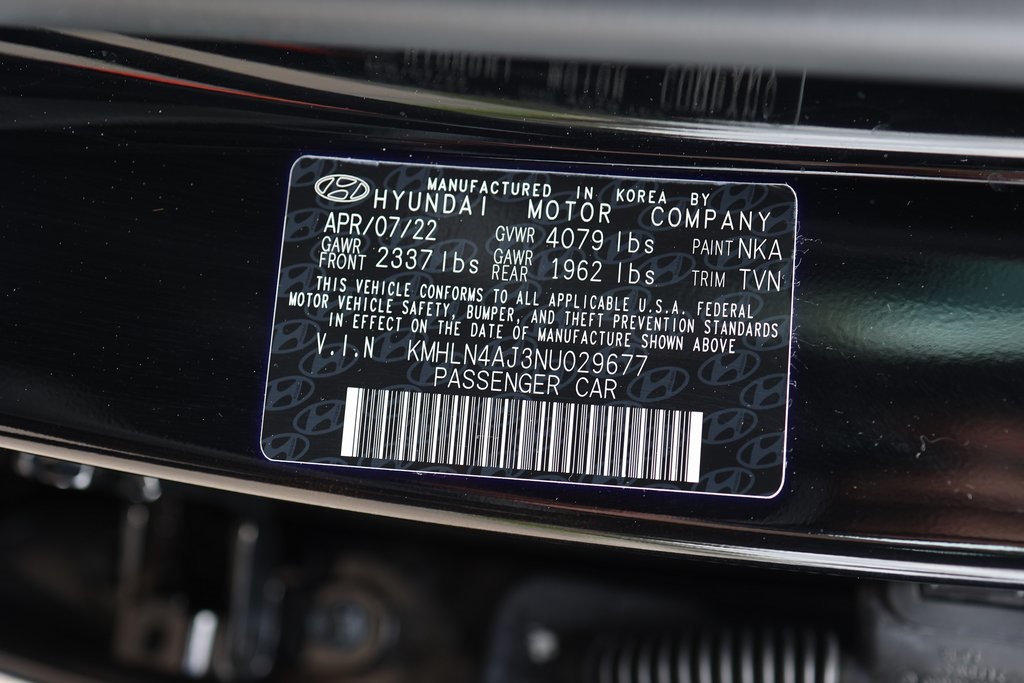 MANUFACTURED IN KOREA BY
HYUNDAI MOTOR COMPANY
APR/07/22 GVWR 4079 lbs PAINT NKA
GAWR FRONT 2337 lbs GAWR REAR 1962 lbs TRIM TVN
THIS VEHICLE CONFORMS TO ALL APPLICABLE U.S.A. FEDERAL
MOTOR VEHICLE SAFETY, BUMPER, AND THEFT PREVENTION STANDARDS
IN EFFECT ON THE DATE OF MANUFACTURE SHOWN ABOVE
V.I.N KMHLN4AJ3NU029677
PASSENGER CAR